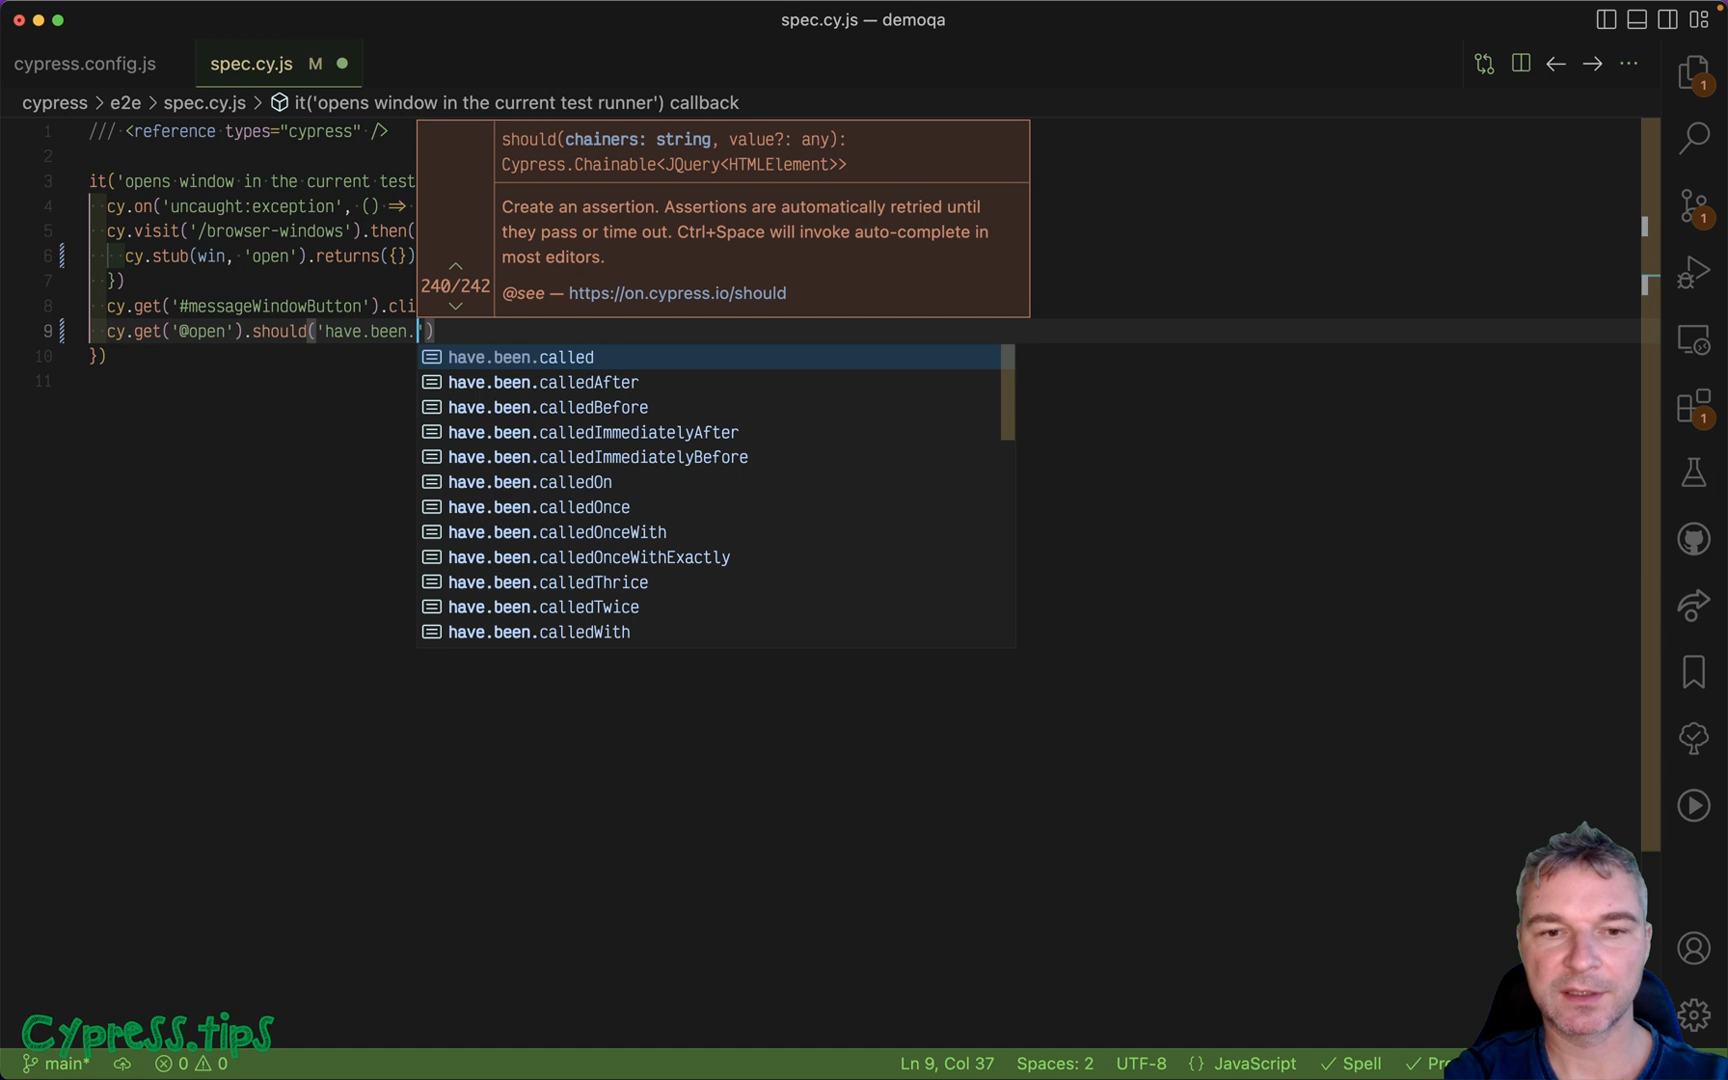 spec.cy.js — demoqa
cypress.config.js
spec.cy.js M
cypress > e2e > spec.cy.js > it('opens window in the current test runner') callback
1 /// <reference types="cypress" />
2
3 it('opens window in the current test
4 cy.on('uncaught:exception', () =>
5 cy.visit('/browser-windows').then(
6 cy.stub(win, 'open').returns({})
7 })
8 cy.get('#messageWindowButton').cli
9 cy.get('@open').should('have.been.')
10 })
11
should(chainers: string, value?: any):
Cypress.Chainable<JQuery<HTMLElement>>
Create an assertion. Assertions are automatically retried until
they pass or time out. Ctrl+Space will invoke auto-complete in
most editors.
240/242
@see — https://on.cypress.io/should
have.been.called
have.been.calledAfter
have.been.calledBefore
have.been.calledImmediatelyAfter
have.been.calledImmediatelyBefore
have.been.calledOn
have.been.calledOnce
have.been.calledOnceWith
have.been.calledOnceWithExactly
have.been.calledThrice
have.been.calledTwice
have.been.calledWith
1
1
1
Cypress.tips
main* 0 0 Ln 9, Col 37 Spaces: 2 UTF-8 {} JavaScript Spell